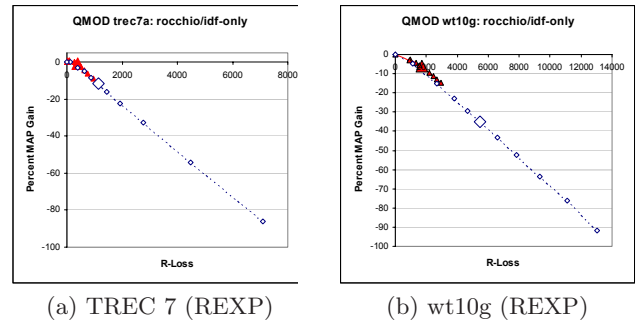 QMOD trec7a: rocchio/idf-only
20
0
0 2000 4000 6000 8000
-20
-40
-60
-80
-100
Percent MAP Gain
R-Loss
(a) TREC 7 (REXP)
QMOD wt10g: rocchio/idf-only
0
0 2000 4000 6000 8000 10000 12000 14000
-10
-20
-30
-40
-50
-60
-70
-80
-90
-100
Percent MAP Gain
R-Loss
(b) wt10g (REXP)